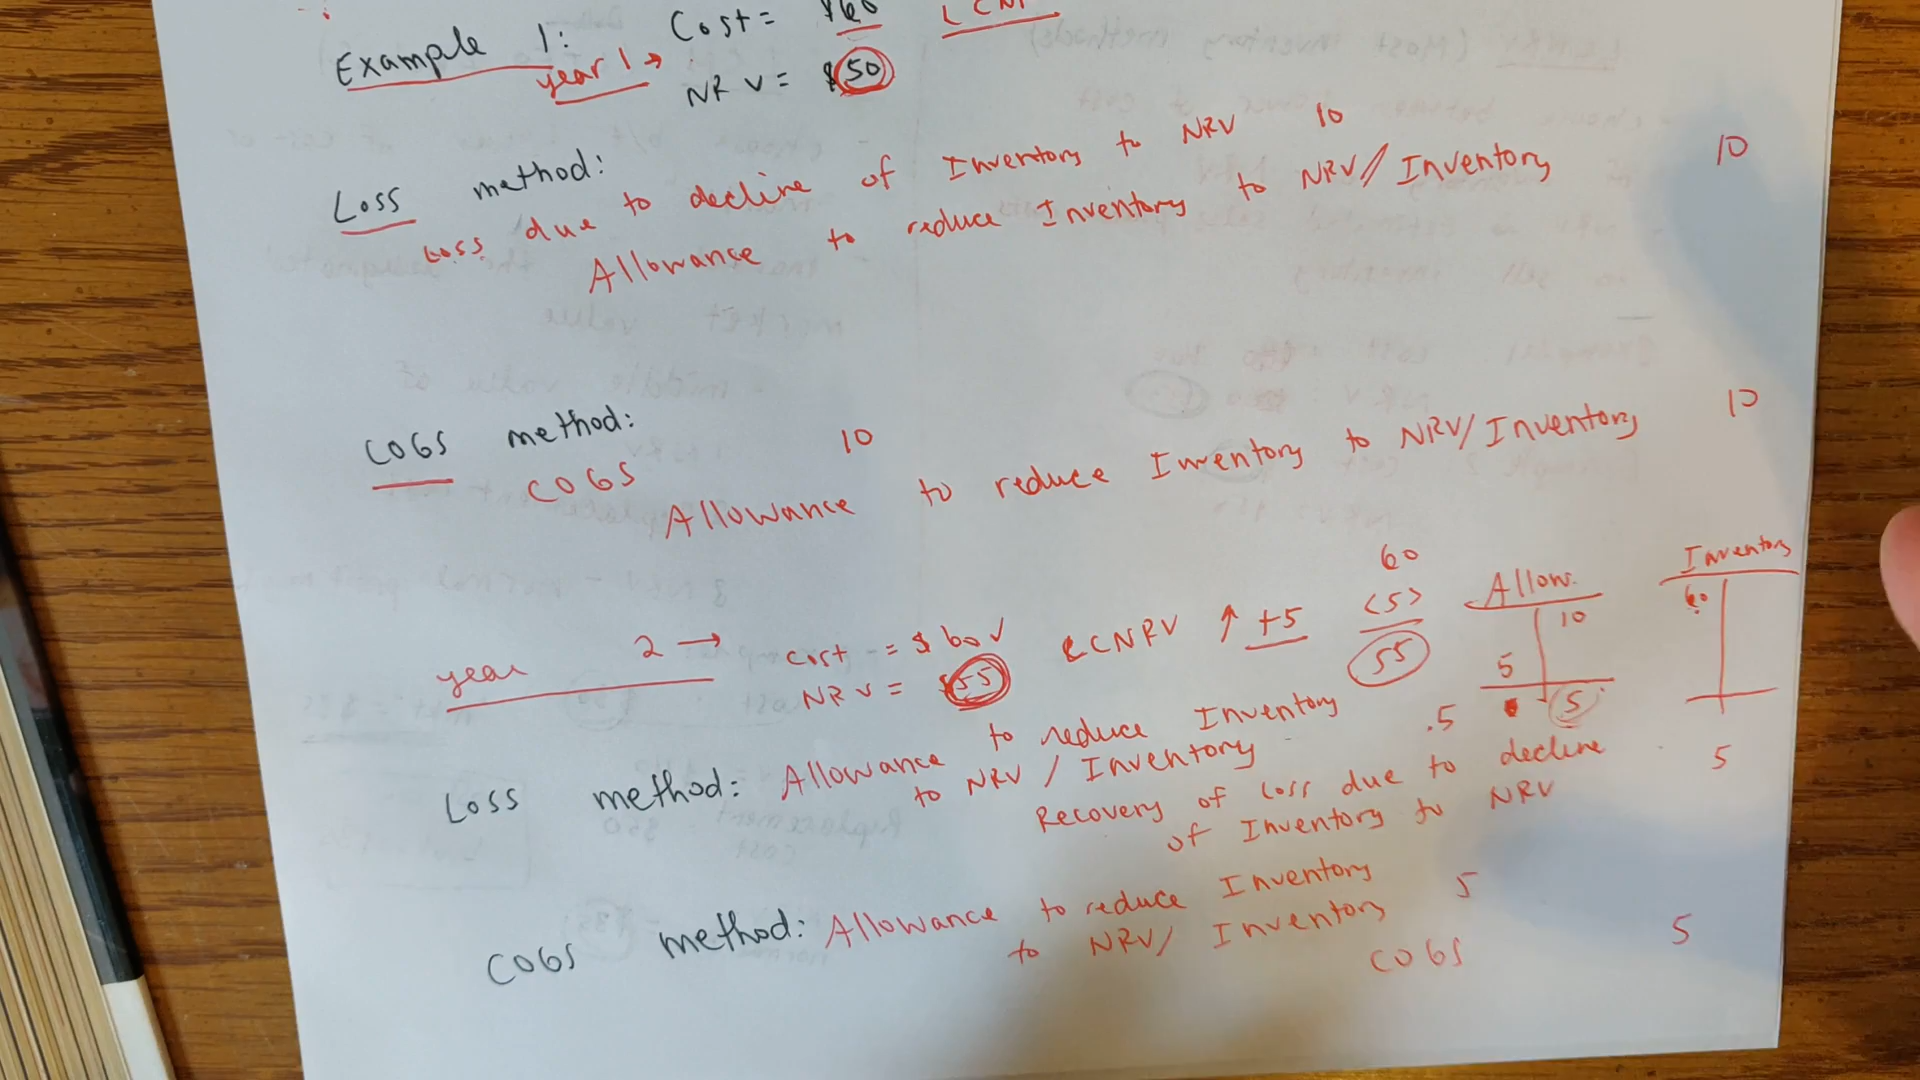 Example 1: Cost = $60
year 1 → NRV = $50
Loss method:
Loss due to decline of Inventory to NRV 10
Allowance to reduce Inventory to NRV/Inventory 10
COGS method:
COGS 10
Allowance to reduce Inventory to NRV/Inventory 10
year 2 → cost = $60✓ LCNRV ↑ +5
NRV = $55
60
<5>
55
Allow.
10
5
5
Inventory
60
Loss method: Allowance to reduce Inventory .5
to NRV / Inventory
Recovery of loss due to decline 5
of Inventory to NRV
COGS method: Allowance to reduce Inventory 5
to NRV/ Inventory
COGS 5